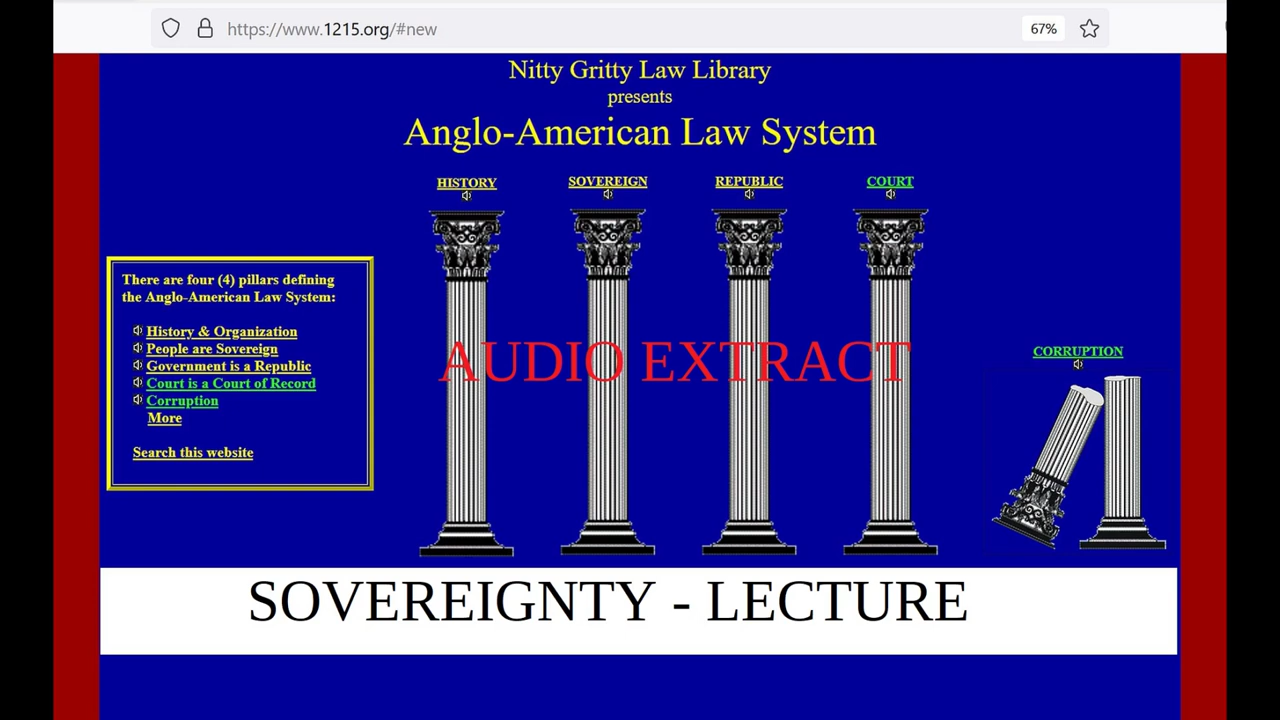 https://www.1215.org/#new
67%
Nitty Gritty Law Library
presents
Anglo-American Law System
HISTORY
SOVEREIGN
REPUBLIC
COURT
There are four (4) pillars defining
the Anglo-American Law System:
History & Organization
People are Sovereign
Government is a Republic
Court is a Court of Record
Corruption
More
Search this website
AUDIO EXTRACT
CORRUPTION
SOVEREIGNTY - LECTURE